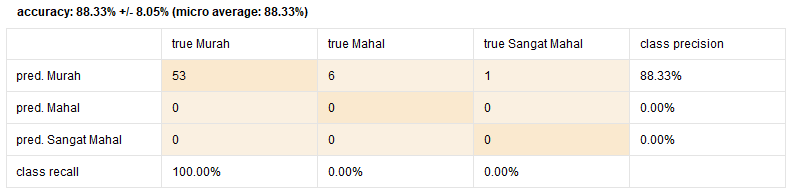 accuracy: 88.33% +/- 8.05% (micro average: 88.33%)
true Murah true Mahal true Sangat Mahal class precision
pred. Murah 53 6 1 88.33%
pred. Mahal 0 0 0 0.00%
pred. Sangat Mahal 0 0 0 0.00%
class recall 100.00% 0.00% 0.00%